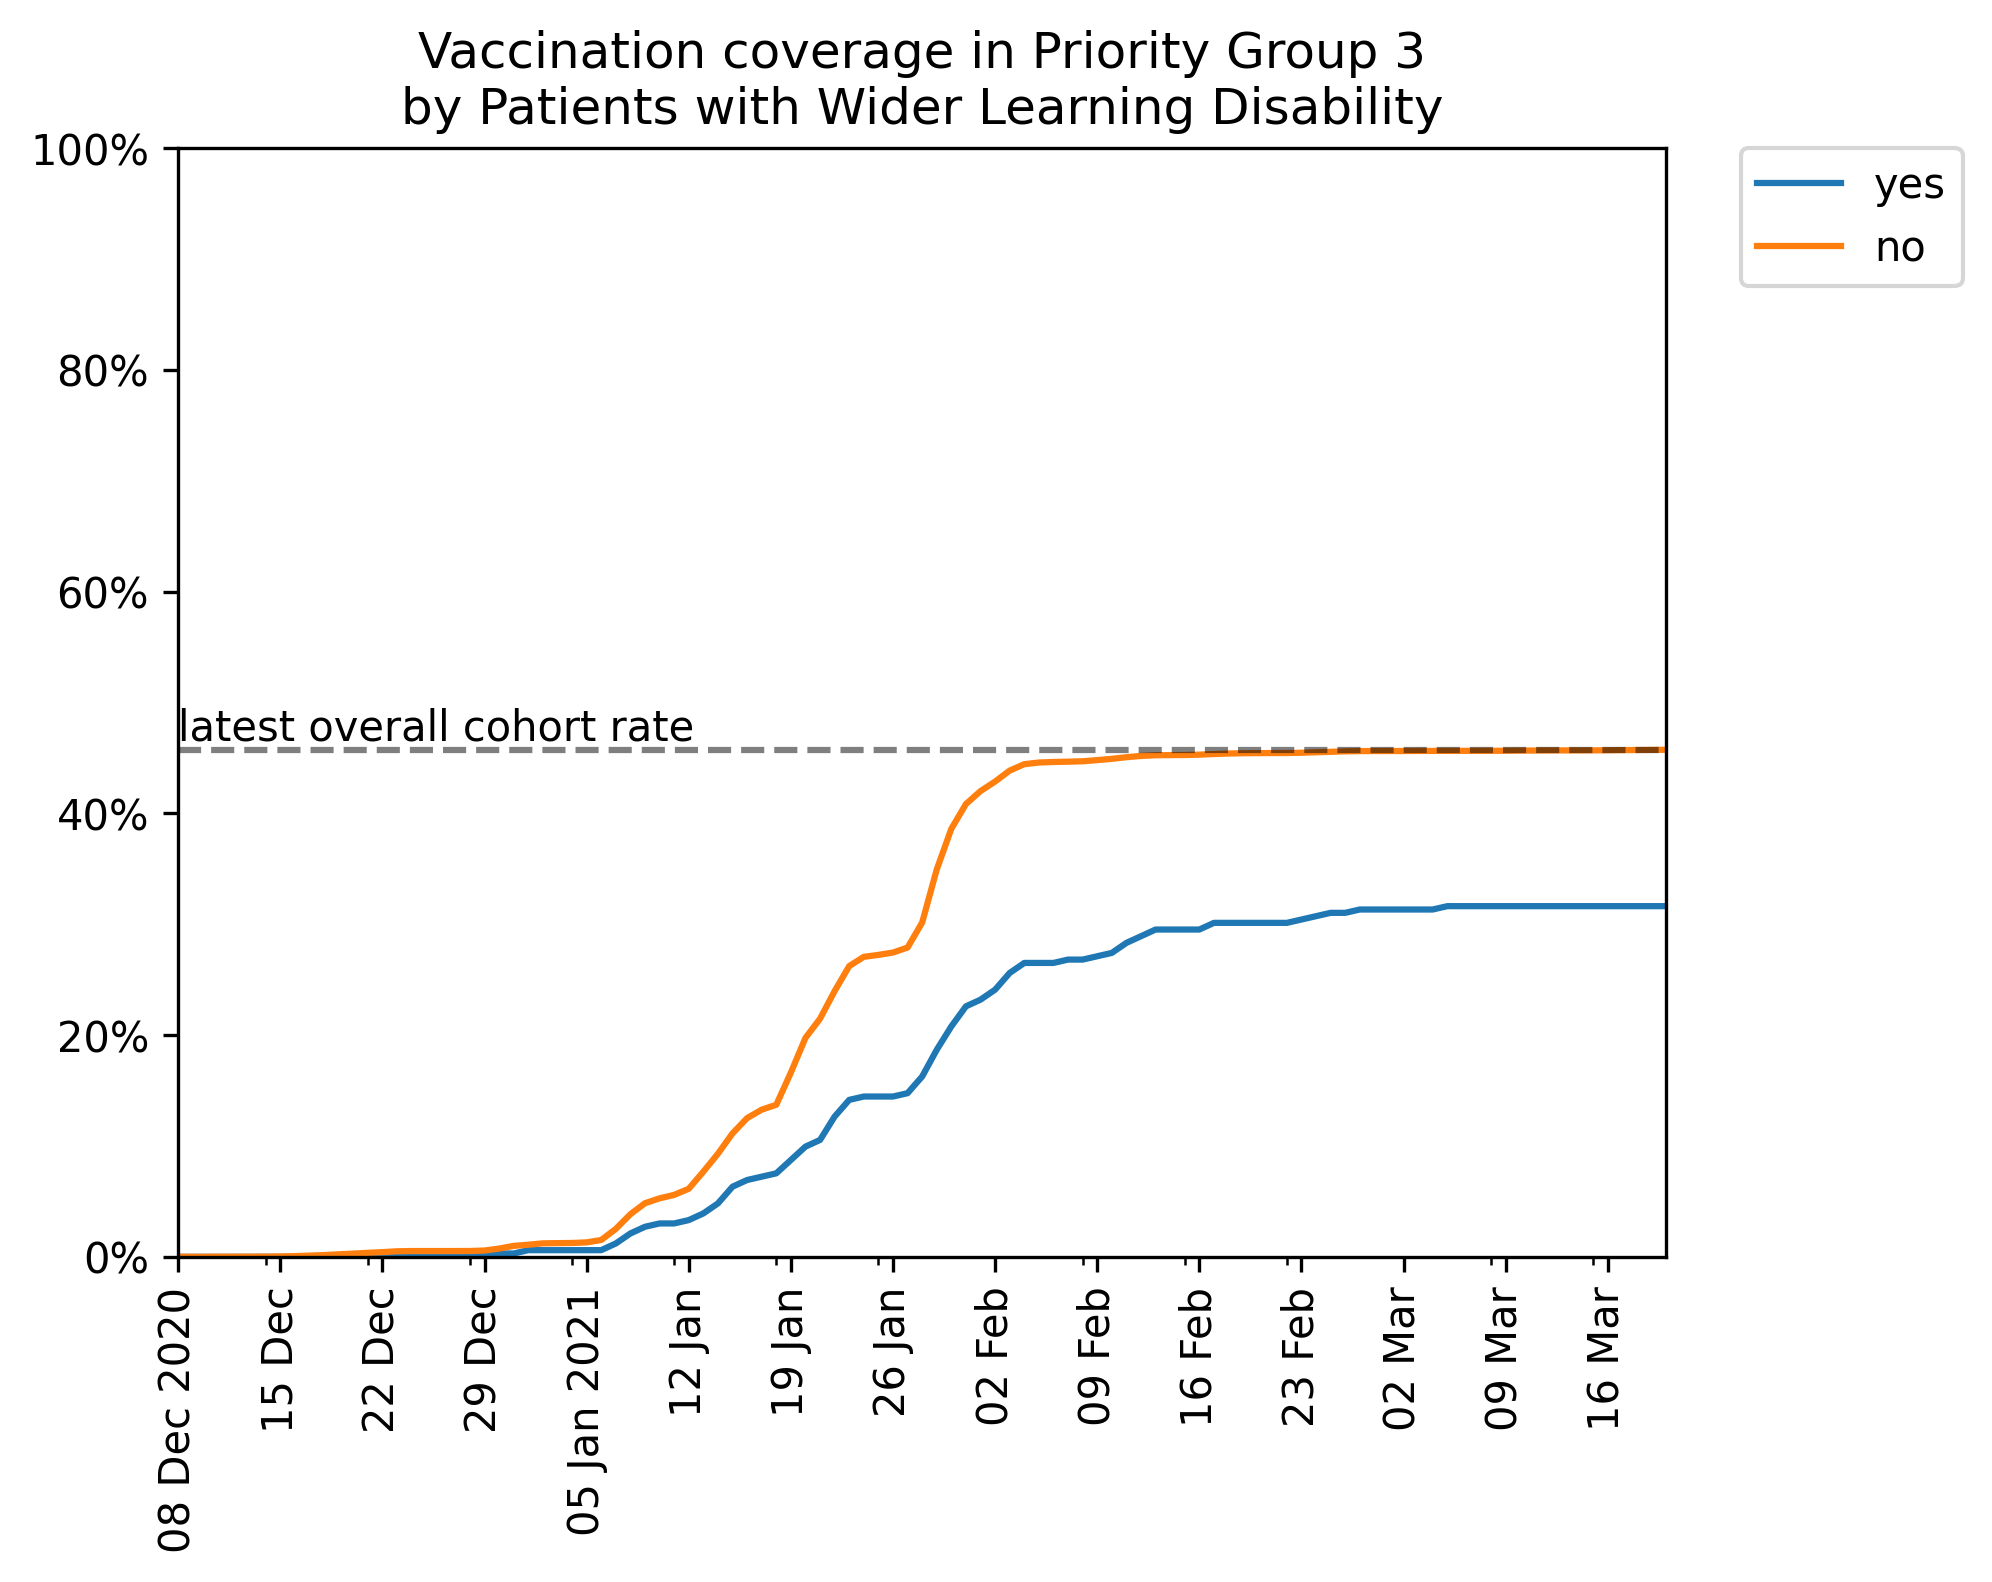 Vaccination coverage in Priority Group 3
by Patients with Wider Learning Disability
100%
80%
60%
40%
20%
0%
latest overall cohort rate
yes
no
08 Dec 2020
15 Dec
22 Dec
29 Dec
05 Jan 2021
12 Jan
19 Jan
26 Jan
02 Feb
09 Feb
16 Feb
23 Feb
02 Mar
09 Mar
16 Mar